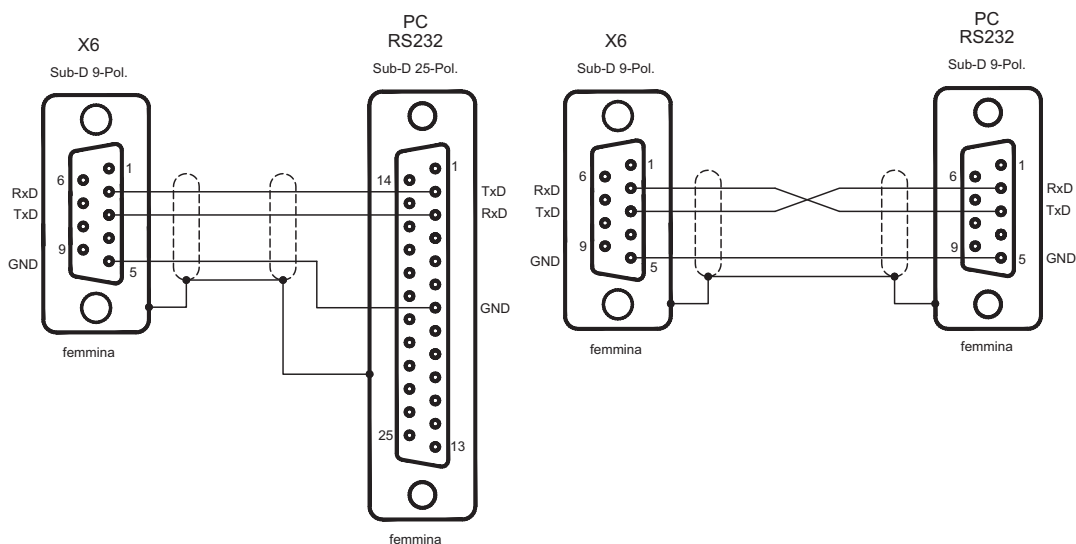 X6
Sub-D 9-Pol.
PC
RS232
Sub-D 25-Pol.
1
6
RxD
TxD
9
GND
5
femmina
1
14
TxD
RxD
GND
25
13
femmina
X6
Sub-D 9-Pol.
PC
RS232
Sub-D 9-Pol.
1
6
RxD
TxD
9
GND
5
femmina
1
6
RxD
TxD
9
5
GND
femmina